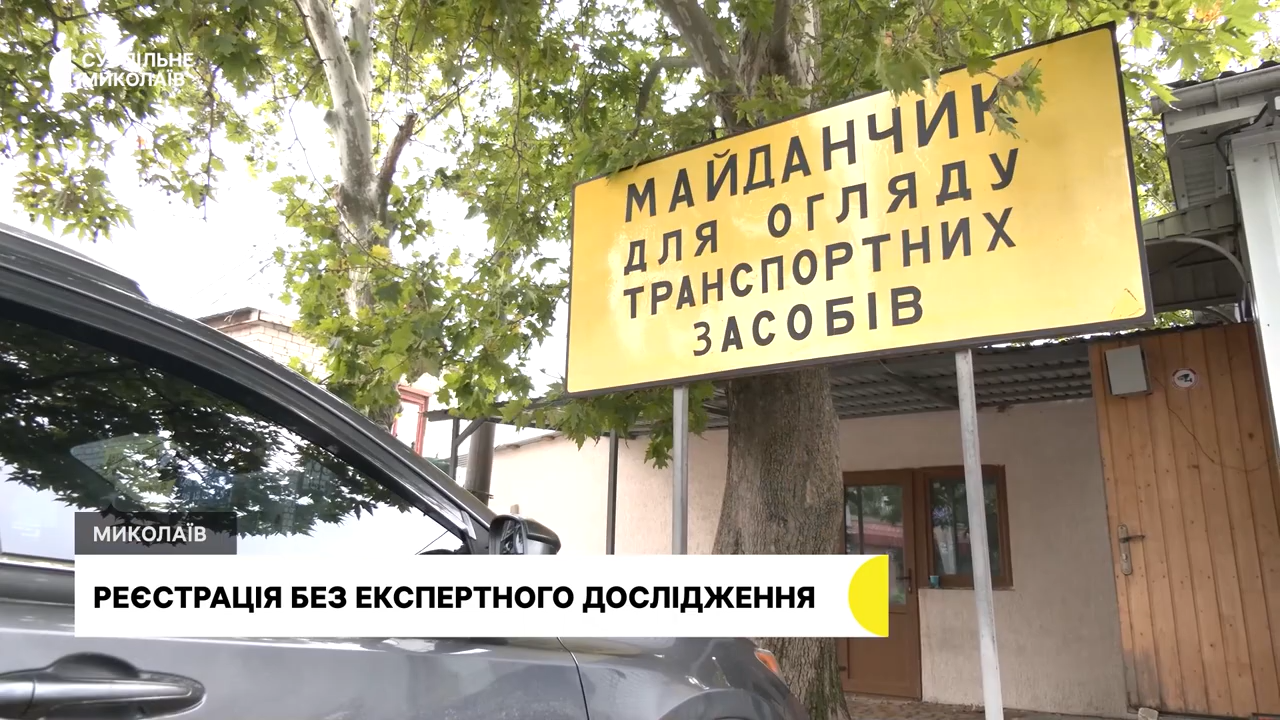 СУСПІЛЬНЕ
МИКОЛАЇВ
МАЙДАНЧИК
ДЛЯ ОГЛЯДУ
ТРАНСПОРТНИХ
ЗАСОБІВ
МИКОЛАЇВ
РЕЄСТРАЦІЯ БЕЗ ЕКСПЕРТНОГО ДОСЛІДЖЕННЯ